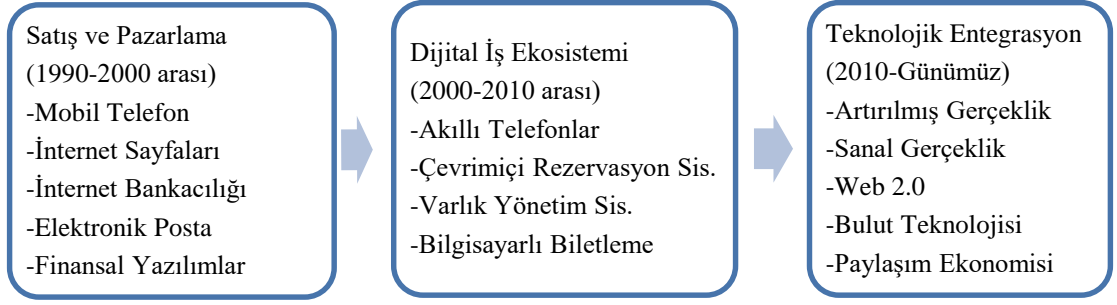 Satış ve Pazarlama
(1990-2000 arası)
-Mobil Telefon
-İnternet Sayfaları
-İnternet Bankacılığı
-Elektronik Posta
-Finansal Yazılımlar
Dijital İş Ekosistemi
(2000-2010 arası)
-Akıllı Telefonlar
-Çevrimiçi Rezervasyon Sis.
-Varlık Yönetim Sis.
-Bilgisayarlı Biletleme
Teknolojik Entegrasyon
(2010-Günümüz)
-Artırılmış Gerçeklik
-Sanal Gerçeklik
-Web 2.0
-Bulut Teknolojisi
-Paylaşım Ekonomisi